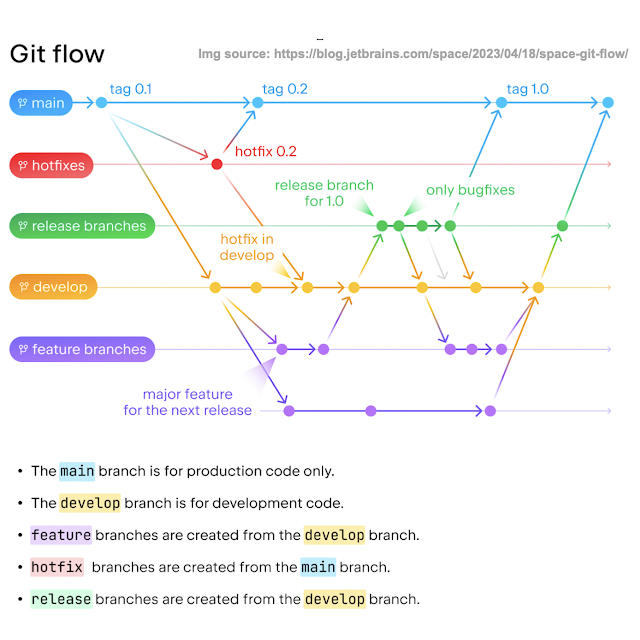 Git flow
Img source: https://blog.jetbrains.com/space/2023/04/18/space-git-flow/
tag 0.1
tag 0.2
tag 1.0
main
hotfixes
hotfix 0.2
release branch
for 1.0
only bugfixes
release branches
hotfix in
develop
develop
feature branches
major feature
for the next release
• The main branch is for production code only.
• The develop branch is for development code.
• feature branches are created from the develop branch.
• hotfix branches are created from the main branch.
• release branches are created from the develop branch.